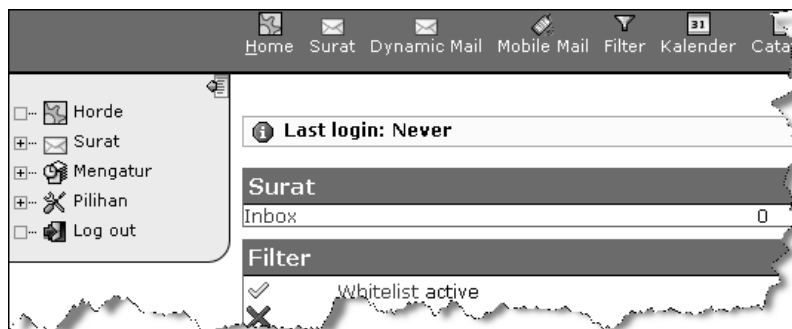 31
Home Surat Dynamic Mail Mobile Mail Filter Kalender Cata
Horde
Surat
Mengatur
Pilihan
Log out
Last login: Never
Surat
Inbox 0
Filter
Whitelist active